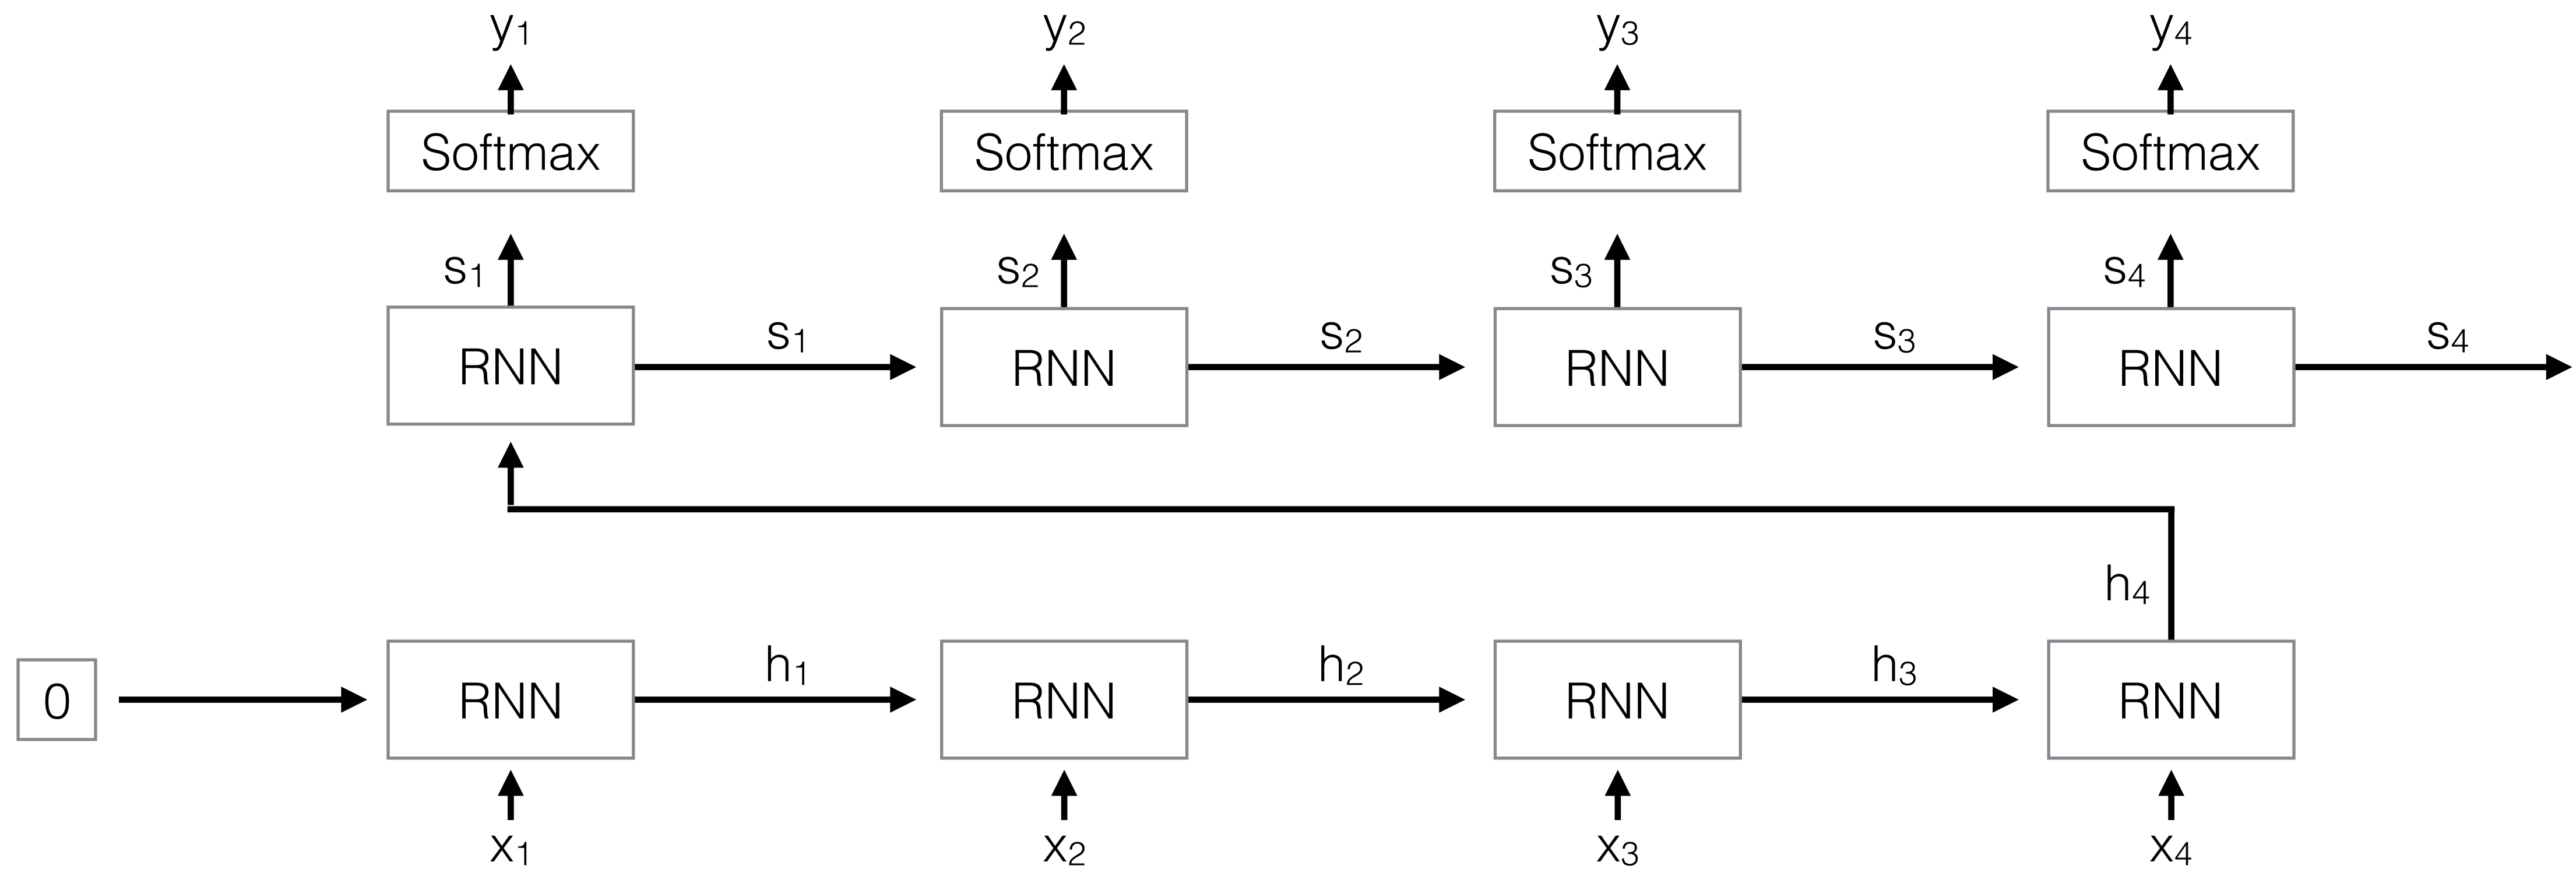 y1 y2 y3 y4
Softmax Softmax Softmax Softmax
s1 s2 s3 s4
s1 s2 s3 s4
RNN RNN RNN RNN
h4
h1 h2 h3
0 RNN RNN RNN RNN
x1 x2 x3 x4